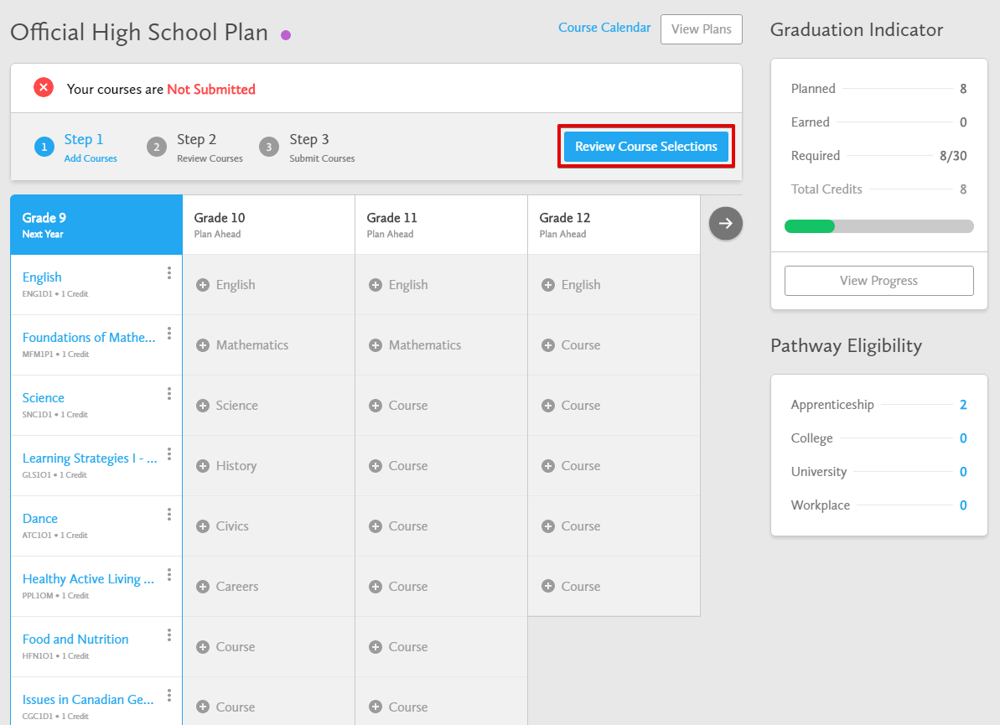 Official High School Plan
Course Calendar
View Plans
Your courses are Not Submitted
1
Step 1
Add Courses
2
Step 2
Review Courses
3
Step 3
Submit Courses
Review Course Selections
Grade 9
Next Year
Grade 10
Plan Ahead
Grade 11
Plan Ahead
Grade 12
Plan Ahead
English
ENG1D1 • 1 Credit
English
English
English
Foundations of Mathe...
MFM1P1 • 1 Credit
Mathematics
Mathematics
Course
Science
SNC1D1 • 1 Credit
Science
Course
Course
Learning Strategies I - ...
GLS1O1 • 1 Credit
History
Course
Course
Dance
ATC1O1 • 1 Credit
Civics
Course
Course
Healthy Active Living ...
PPL1OM • 1 Credit
Careers
Course
Course
Food and Nutrition
HFN1O1 • 1 Credit
Course
Course
Issues in Canadian Ge...
CGC1D1 • 1 Credit
Course
Course
Graduation Indicator
Planned 8
Earned 0
Required 8/30
Total Credits 8
View Progress
Pathway Eligibility
Apprenticeship 2
College 0
University 0
Workplace 0